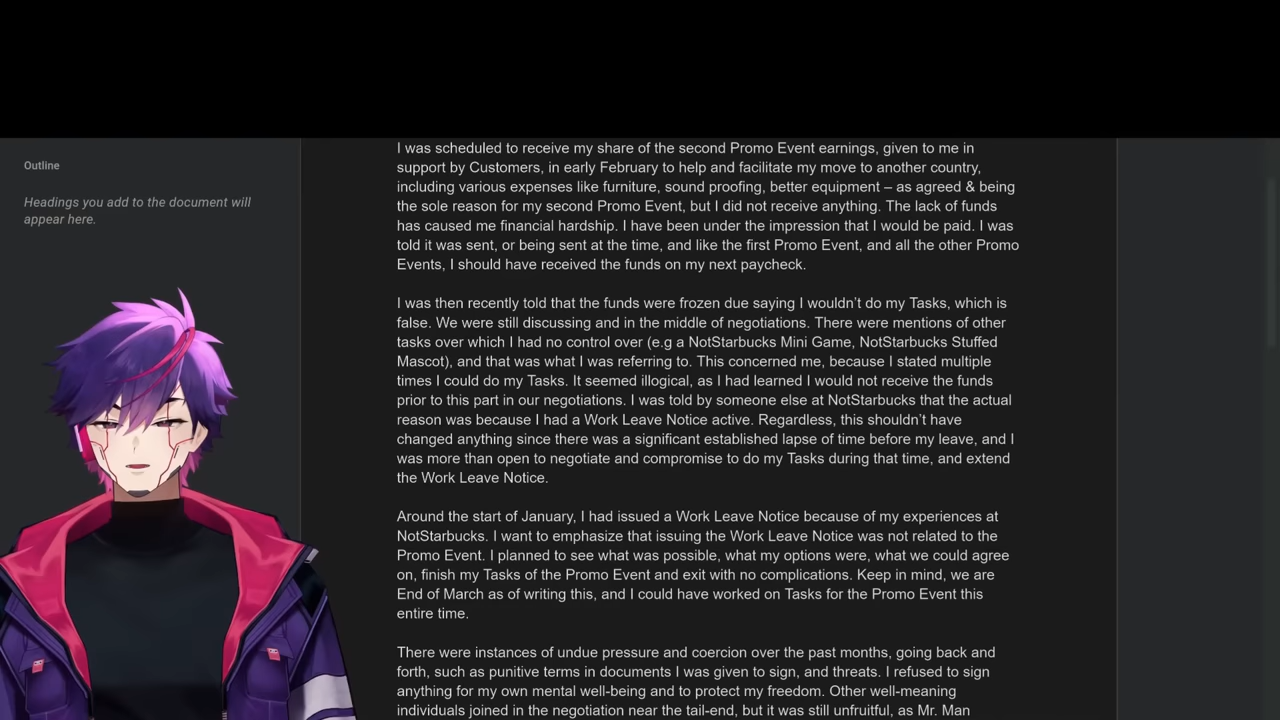 Outline
Headings you add to the document will
appear here.
I was scheduled to receive my share of the second Promo Event earnings, given to me in
support by Customers, in early February to help and facilitate my move to another country,
including various expenses like furniture, sound proofing, better equipment – as agreed & being
the sole reason for my second Promo Event, but I did not receive anything. The lack of funds
has caused me financial hardship. I have been under the impression that I would be paid. I was
told it was sent, or being sent at the time, and like the first Promo Event, and all the other Promo
Events, I should have received the funds on my next paycheck.
I was then recently told that the funds were frozen due saying I wouldn’t do my Tasks, which is
false. We were still discussing and in the middle of negotiations. There were mentions of other
tasks over which I had no control over (e.g a NotStarbucks Mini Game, NotStarbucks Stuffed
Mascot), and that was what I was referring to. This concerned me, because I stated multiple
times I could do my Tasks. It seemed illogical, as I had learned I would not receive the funds
prior to this part in our negotiations. I was told by someone else at NotStarbucks that the actual
reason was because I had a Work Leave Notice active. Regardless, this shouldn’t have
changed anything since there was a significant established lapse of time before my leave, and I
was more than open to negotiate and compromise to do my Tasks during that time, and extend
the Work Leave Notice.
Around the start of January, I had issued a Work Leave Notice because of my experiences at
NotStarbucks. I want to emphasize that issuing the Work Leave Notice was not related to the
Promo Event. I planned to see what was possible, what my options were, what we could agree
on, finish my Tasks of the Promo Event and exit with no complications. Keep in mind, we are
End of March as of writing this, and I could have worked on Tasks for the Promo Event this
entire time.
There were instances of undue pressure and coercion over the past months, going back and
forth, such as punitive terms in documents I was given to sign, and threats. I refused to sign
anything for my own mental well-being and to protect my freedom. Other well-meaning
individuals joined in the negotiation near the tail-end, but it was still unfruitful, as Mr. Man